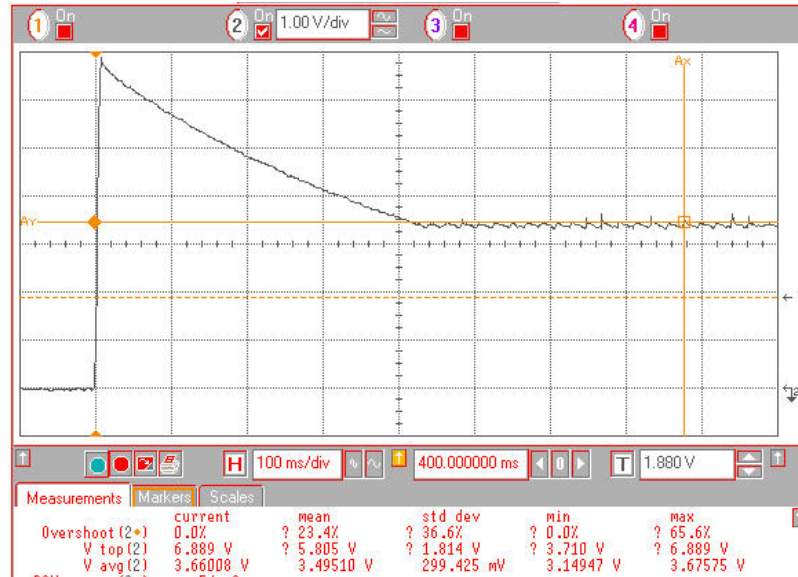 1 On 2 On 1.00 V/div 3 On 4 On
Ax
Ay
H 100 ms/div 400.000000 ms 0 T 1.880 V
Measurements Markers Scales
current mean std dev min max
Overshoot(2) 0.0% ? 23.4% ? 36.6% ? 0.0% ? 65.6%
V top(2) 6.889 V ? 5.805 V ? 1.814 V ? 3.710 V ? 6.889 V
V avg(2) 3.66008 V 3.49510 V 299.425 mV 3.14947 V 3.67575 V